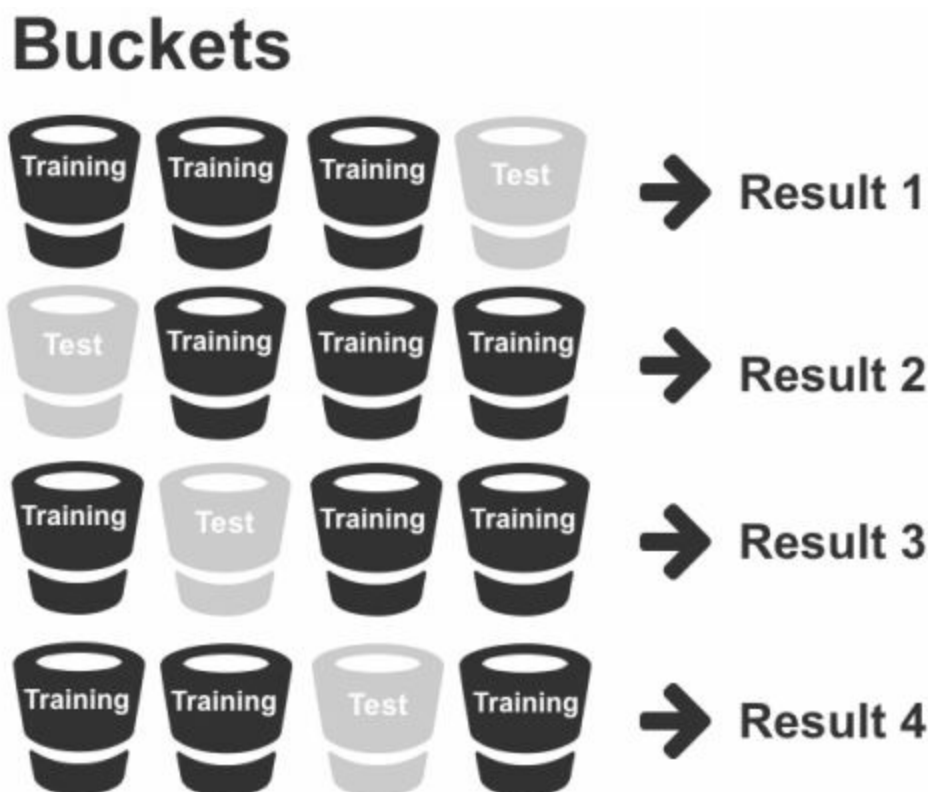 Buckets
Training Training Training Test Result 1
Test Training Training Training Result 2
Training Test Training Training Result 3
Training Training Test Training Result 4